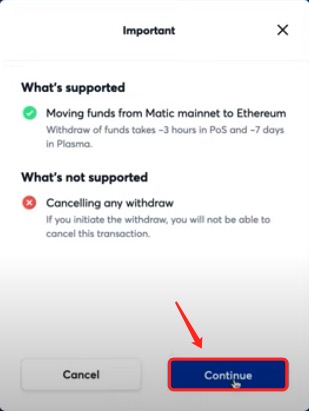 Important
What's supported
Moving funds from Matic mainnet to Ethereum
Withdraw of funds takes ~3 hours in PoS and ~7 days
in Plasma.
What's not supported
Cancelling any withdraw
If you initiate the withdraw, you will not be able to
cancel this transaction.
Cancel
Continue